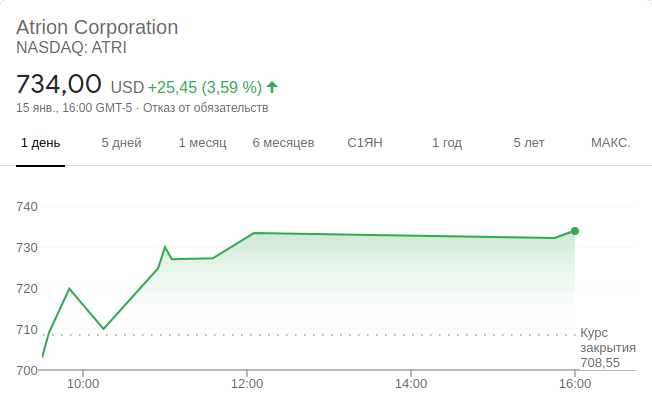 Atrion Corporation
NASDAQ: ATRI
734,00 USD +25,45 (3,59 %)
15 янв., 16:00 GMT-5 · Отказ от обязательств
1 день 5 дней 1 месяц 6 месяцев С1ЯН 1 год 5 лет МАКС.
740
730
720
710
Курс
закрытия
708,55
700
10:00 12:00 14:00 16:00